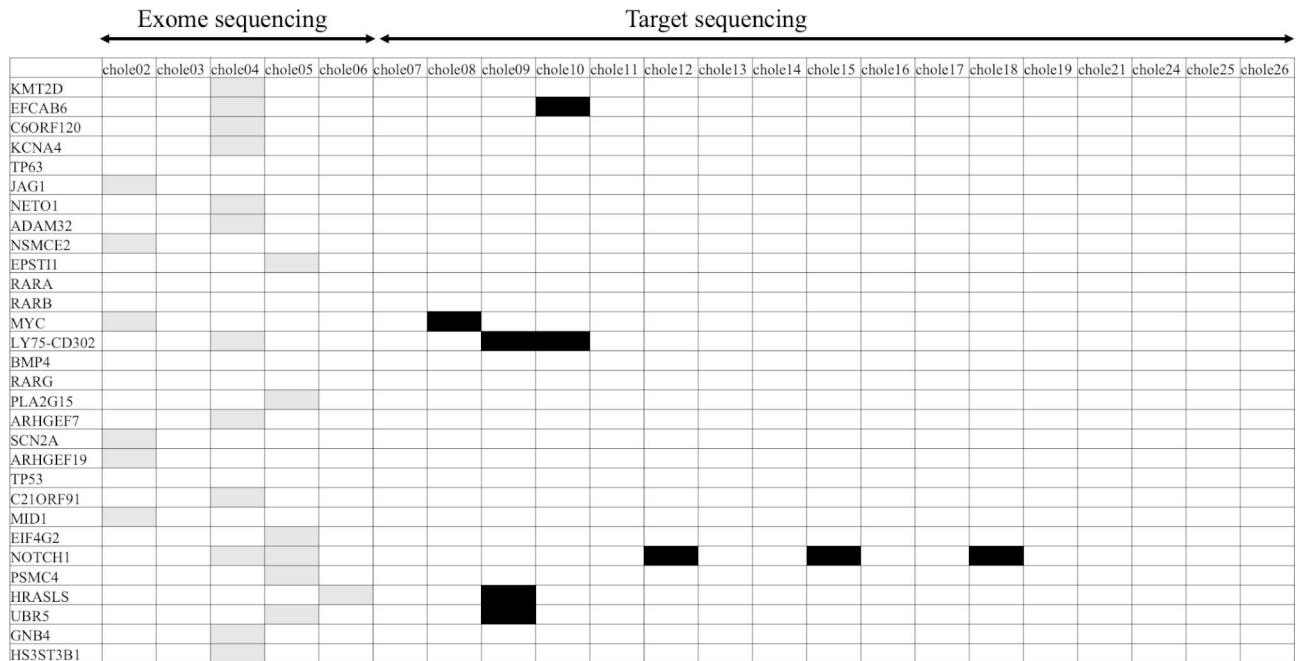 Exome sequencing Target sequencing
chole02 chole03 chole04 chole05 chole06 chole07 chole08 chole09 chole10 chole11 chole12 chole13 chole14 chole15 chole16 chole17 chole18 chole19 chole21 chole24 chole25 chole26
KMT2D
EFCAB6
C6ORF120
KCNA4
TP63
JAG1
NETO1
ADAM32
NSMCE2
EPSTI1
RARA
RARB
MYC
LY75-CD302
BMP4
RARG
PLA2G15
ARHGEF7
SCN2A
ARHGEF19
TP53
C21ORF91
MID1
EIF4G2
NOTCH1
PSMC4
HRASLS
UBR5
GNB4
HS3ST3B1